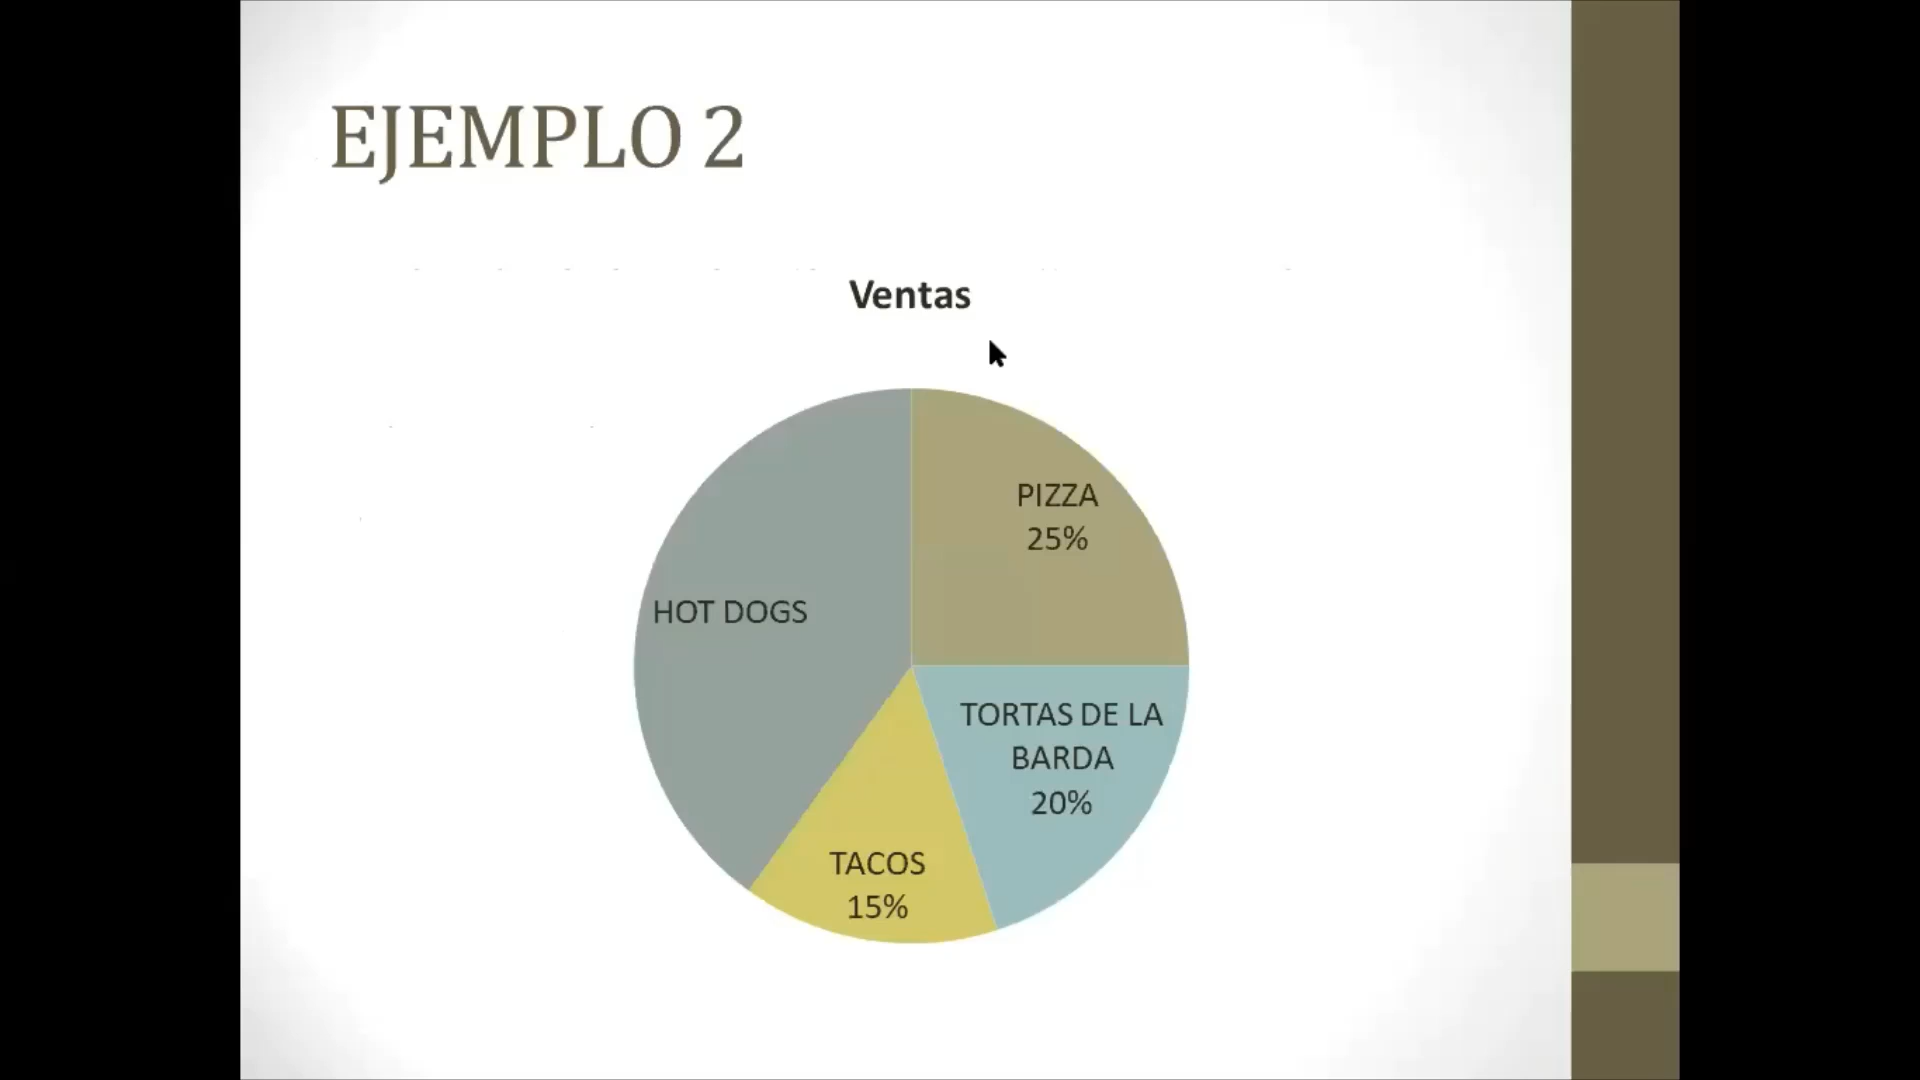 EJEMPLO 2
Ventas
PIZZA
25%
HOT DOGS
TORTAS DE LA
BARDA
20%
TACOS
15%